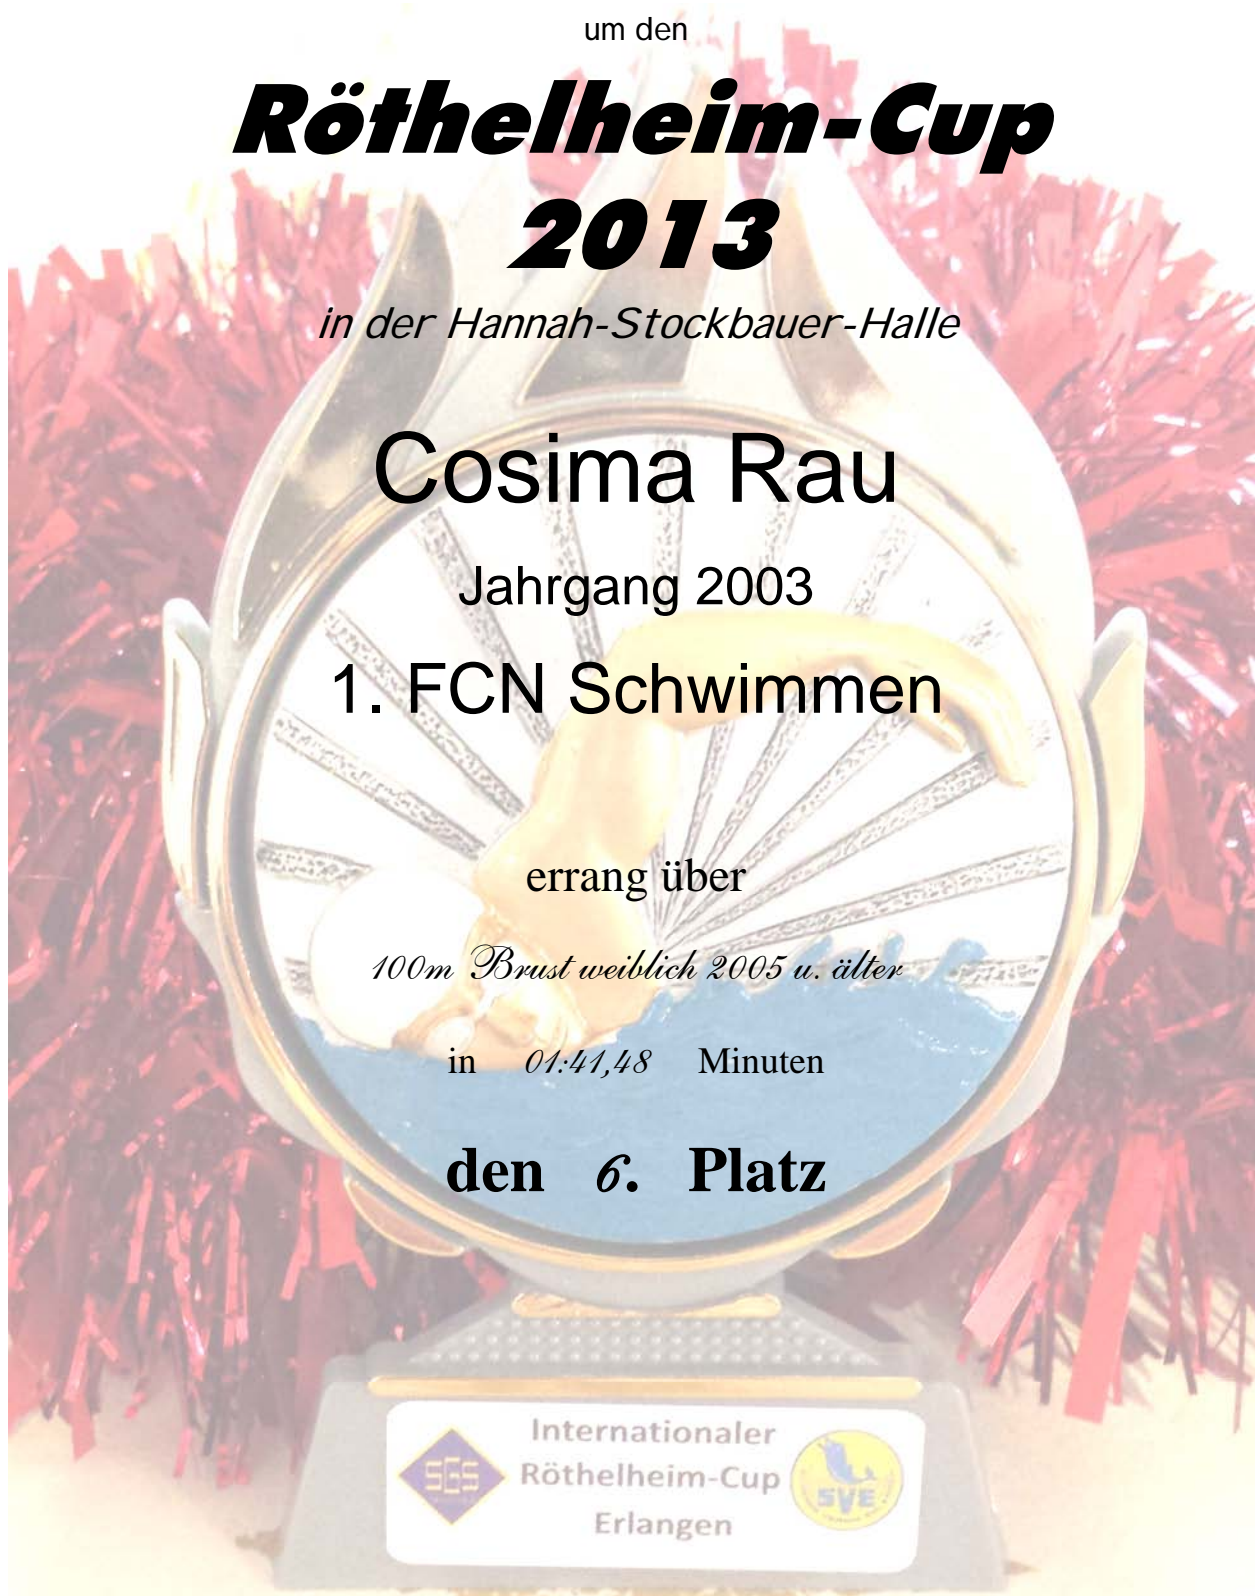 um den
Röthelheim-Cup
2013
in der Hannah-Stockbauer-Halle
Cosima Rau
Jahrgang 2003
1. FCN Schwimmen
errang über
100m Brust weiblich 2005 u. älter
in 01:41,48 Minuten
den 6. Platz
Internationaler
SGS Röthelheim-Cup SVE
Erlangen